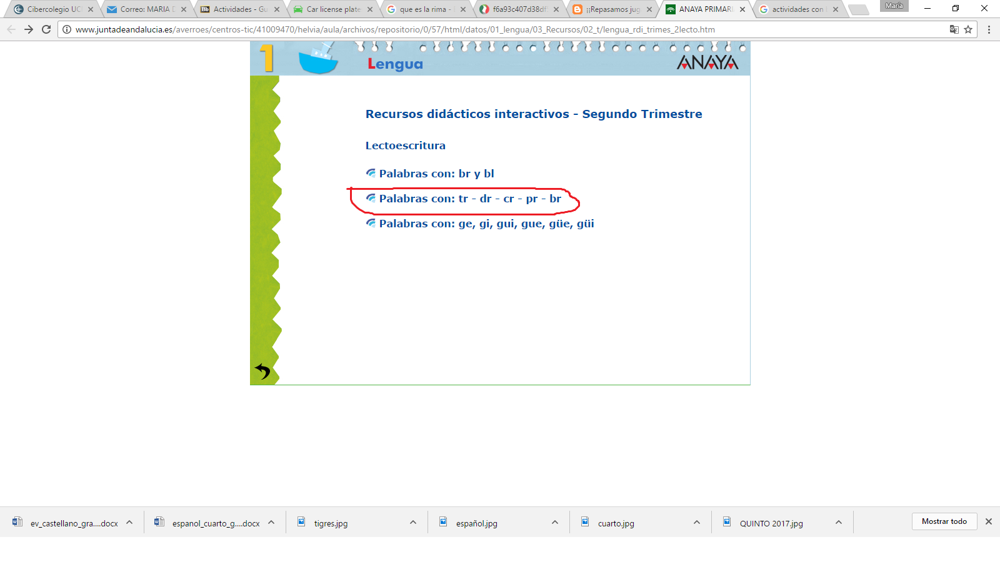 Cibercolegio UC
Correo: MARIA D
Bb Actividades - Gu
Car license plate
que es la rima -
f6a93c407d38df
¡¡Repasamos jug
ANAYA PRIMARI
actividades con
María
www.juntadeandalucia.es/averroes/centros-tic/41009470/helvia/aula/archivos/repositorio/0/57/html/datos/01_lengua/03_Recursos/02_t/lengua_rdi_trimes_2lecto.htm
1 Lengua ANAYA
Recursos didácticos interactivos - Segundo Trimestre
Lectoescritura
Palabras con: br y bl
Palabras con: tr - dr - cr - pr - br
Palabras con: ge, gi, gui, gue, güe, güi
ev_castellano_gra....docx
espanol_cuarto_g....docx
tigres.jpg
español.jpg
cuarto.jpg
QUINTO 2017.jpg
Mostrar todo